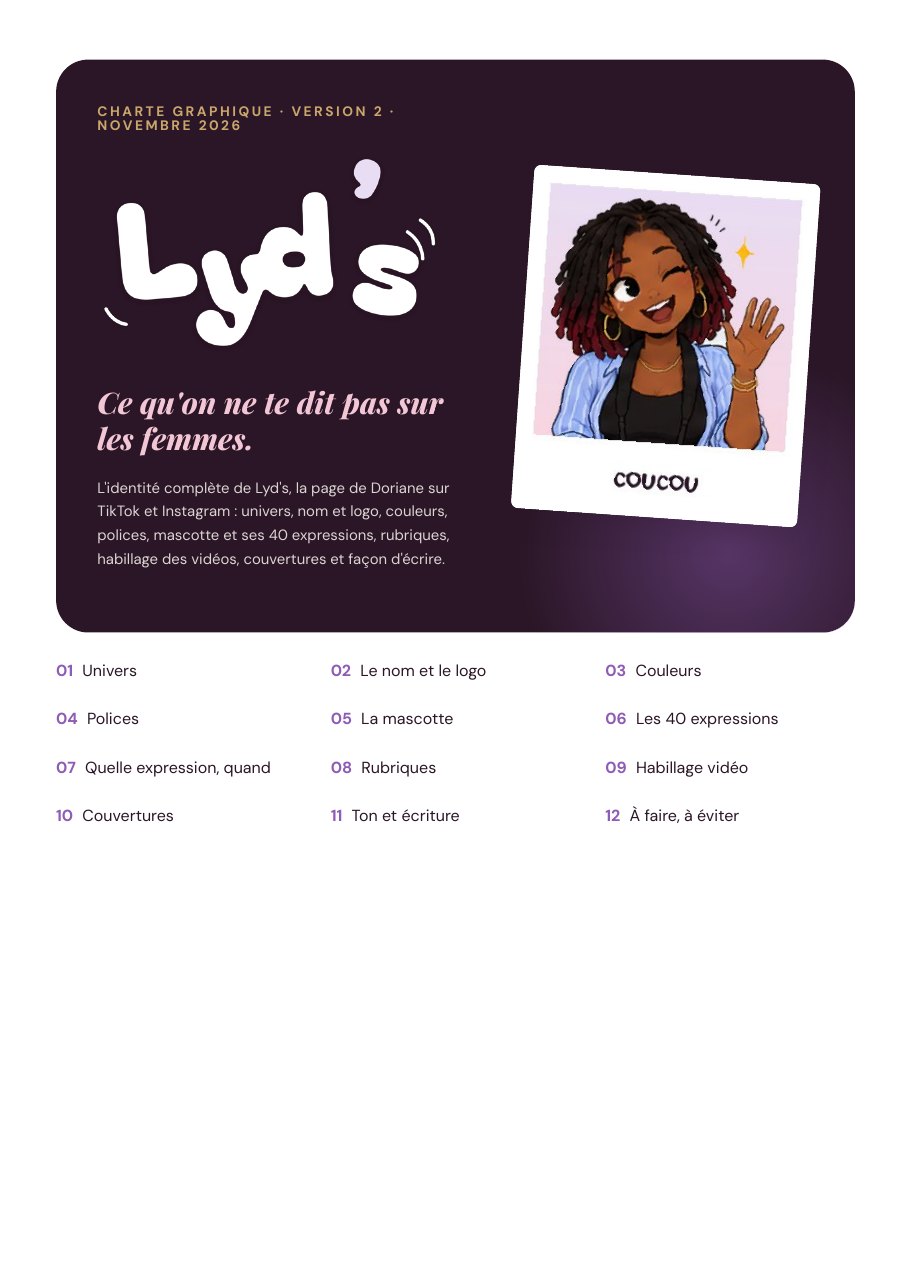 CHARTE GRAPHIQUE · VERSION 2 ·
NOVEMBRE 2026
Lyd's
Ce qu'on ne te dit pas sur
les femmes.
L'identité complète de Lyd's, la page de Doriane sur
TikTok et Instagram : univers, nom et logo, couleurs,
polices, mascotte et ses 40 expressions, rubriques,
habillage des vidéos, couvertures et façon d'écrire.
COUCOU
01 Univers
02 Le nom et le logo
03 Couleurs
04 Polices
05 La mascotte
06 Les 40 expressions
07 Quelle expression, quand
08 Rubriques
09 Habillage vidéo
10 Couvertures
11 Ton et écriture
12 À faire, à éviter